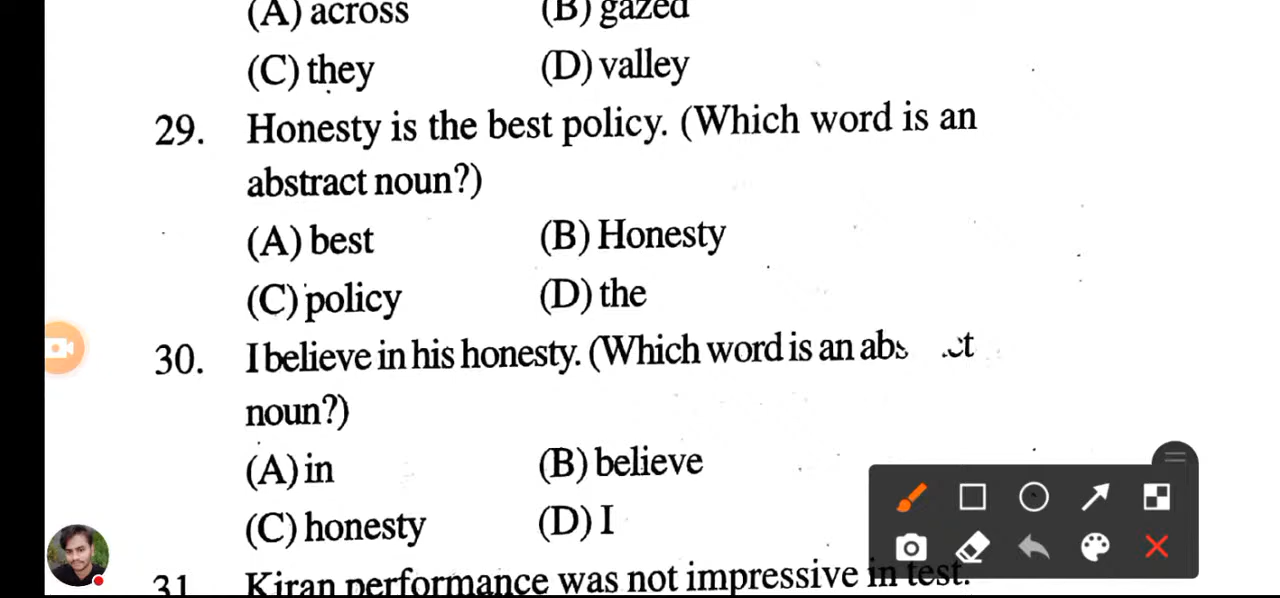 (A) across (B) gazed
(C) they (D) valley
29. Honesty is the best policy. (Which word is an
abstract noun?)
(A) best (B) Honesty
(C) policy (D) the
30. I believe in his honesty. (Which word is an
noun?)
(A) in (B) believe
(C) honesty (D) I
31 Kiran performance was not impressive in test.